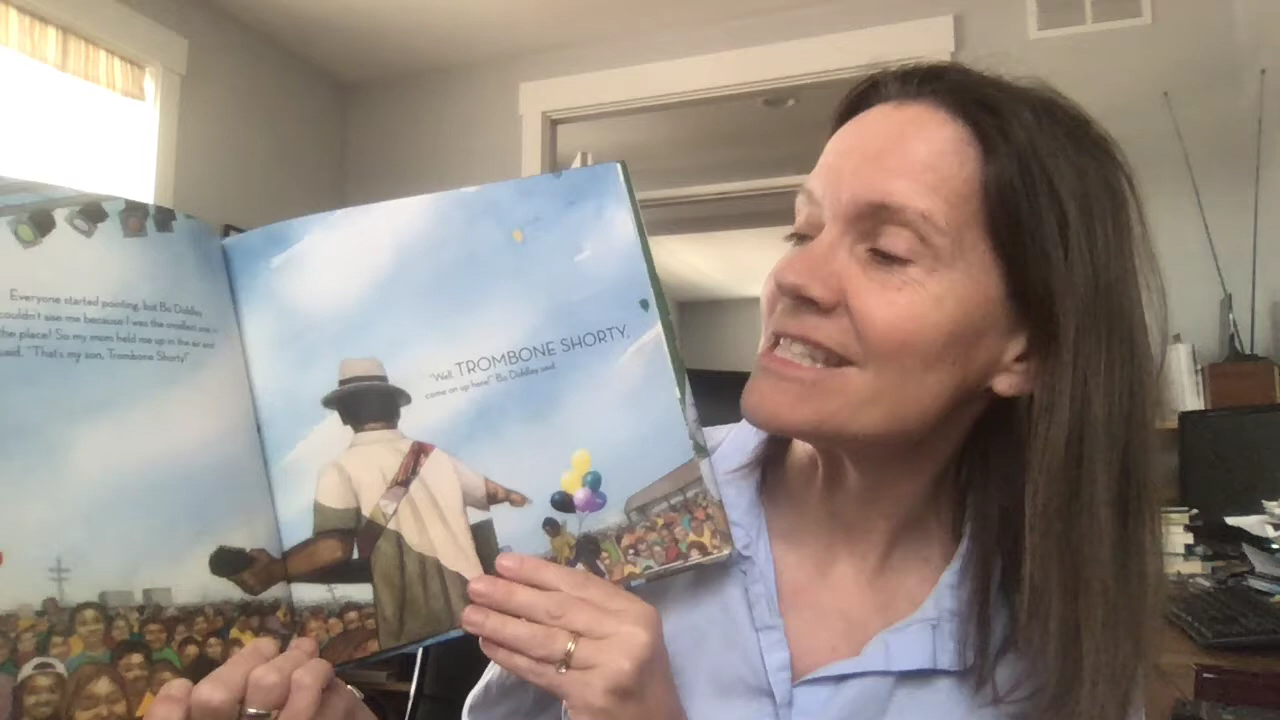 Everyone started pointing, but Bo Diddley
couldn't see me because I was the smallest one in
the place! So my mom held me up in the air and
said, "That's my son, Trombone Shorty!"
"Well, TROMBONE SHORTY,
come on up here!" Bo Diddley said.